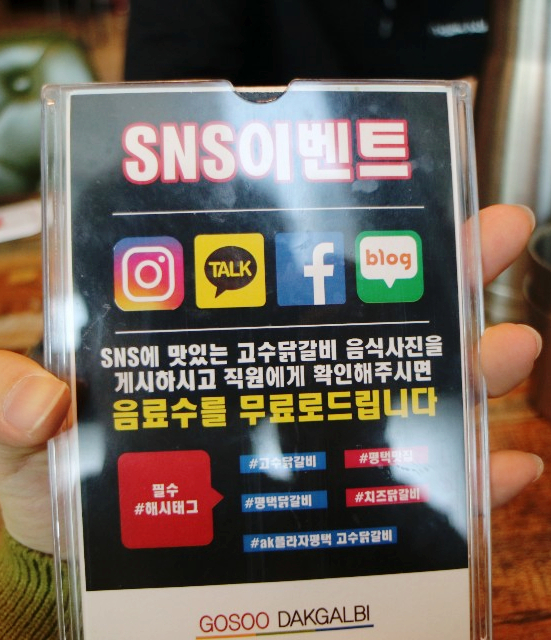 SNS이벤트
TALK
f
blog
SNS에 맛있는 고수닭갈비 음식사진을
게시하시고 직원에게 확인해주시면
음료수를 무료로드립니다
필수
#해시태그
#고수닭갈비
#평택맛집
#평택닭갈비
#치즈닭갈비
#ak플라자평택 고수닭갈비
GOSOO DAKGALBI